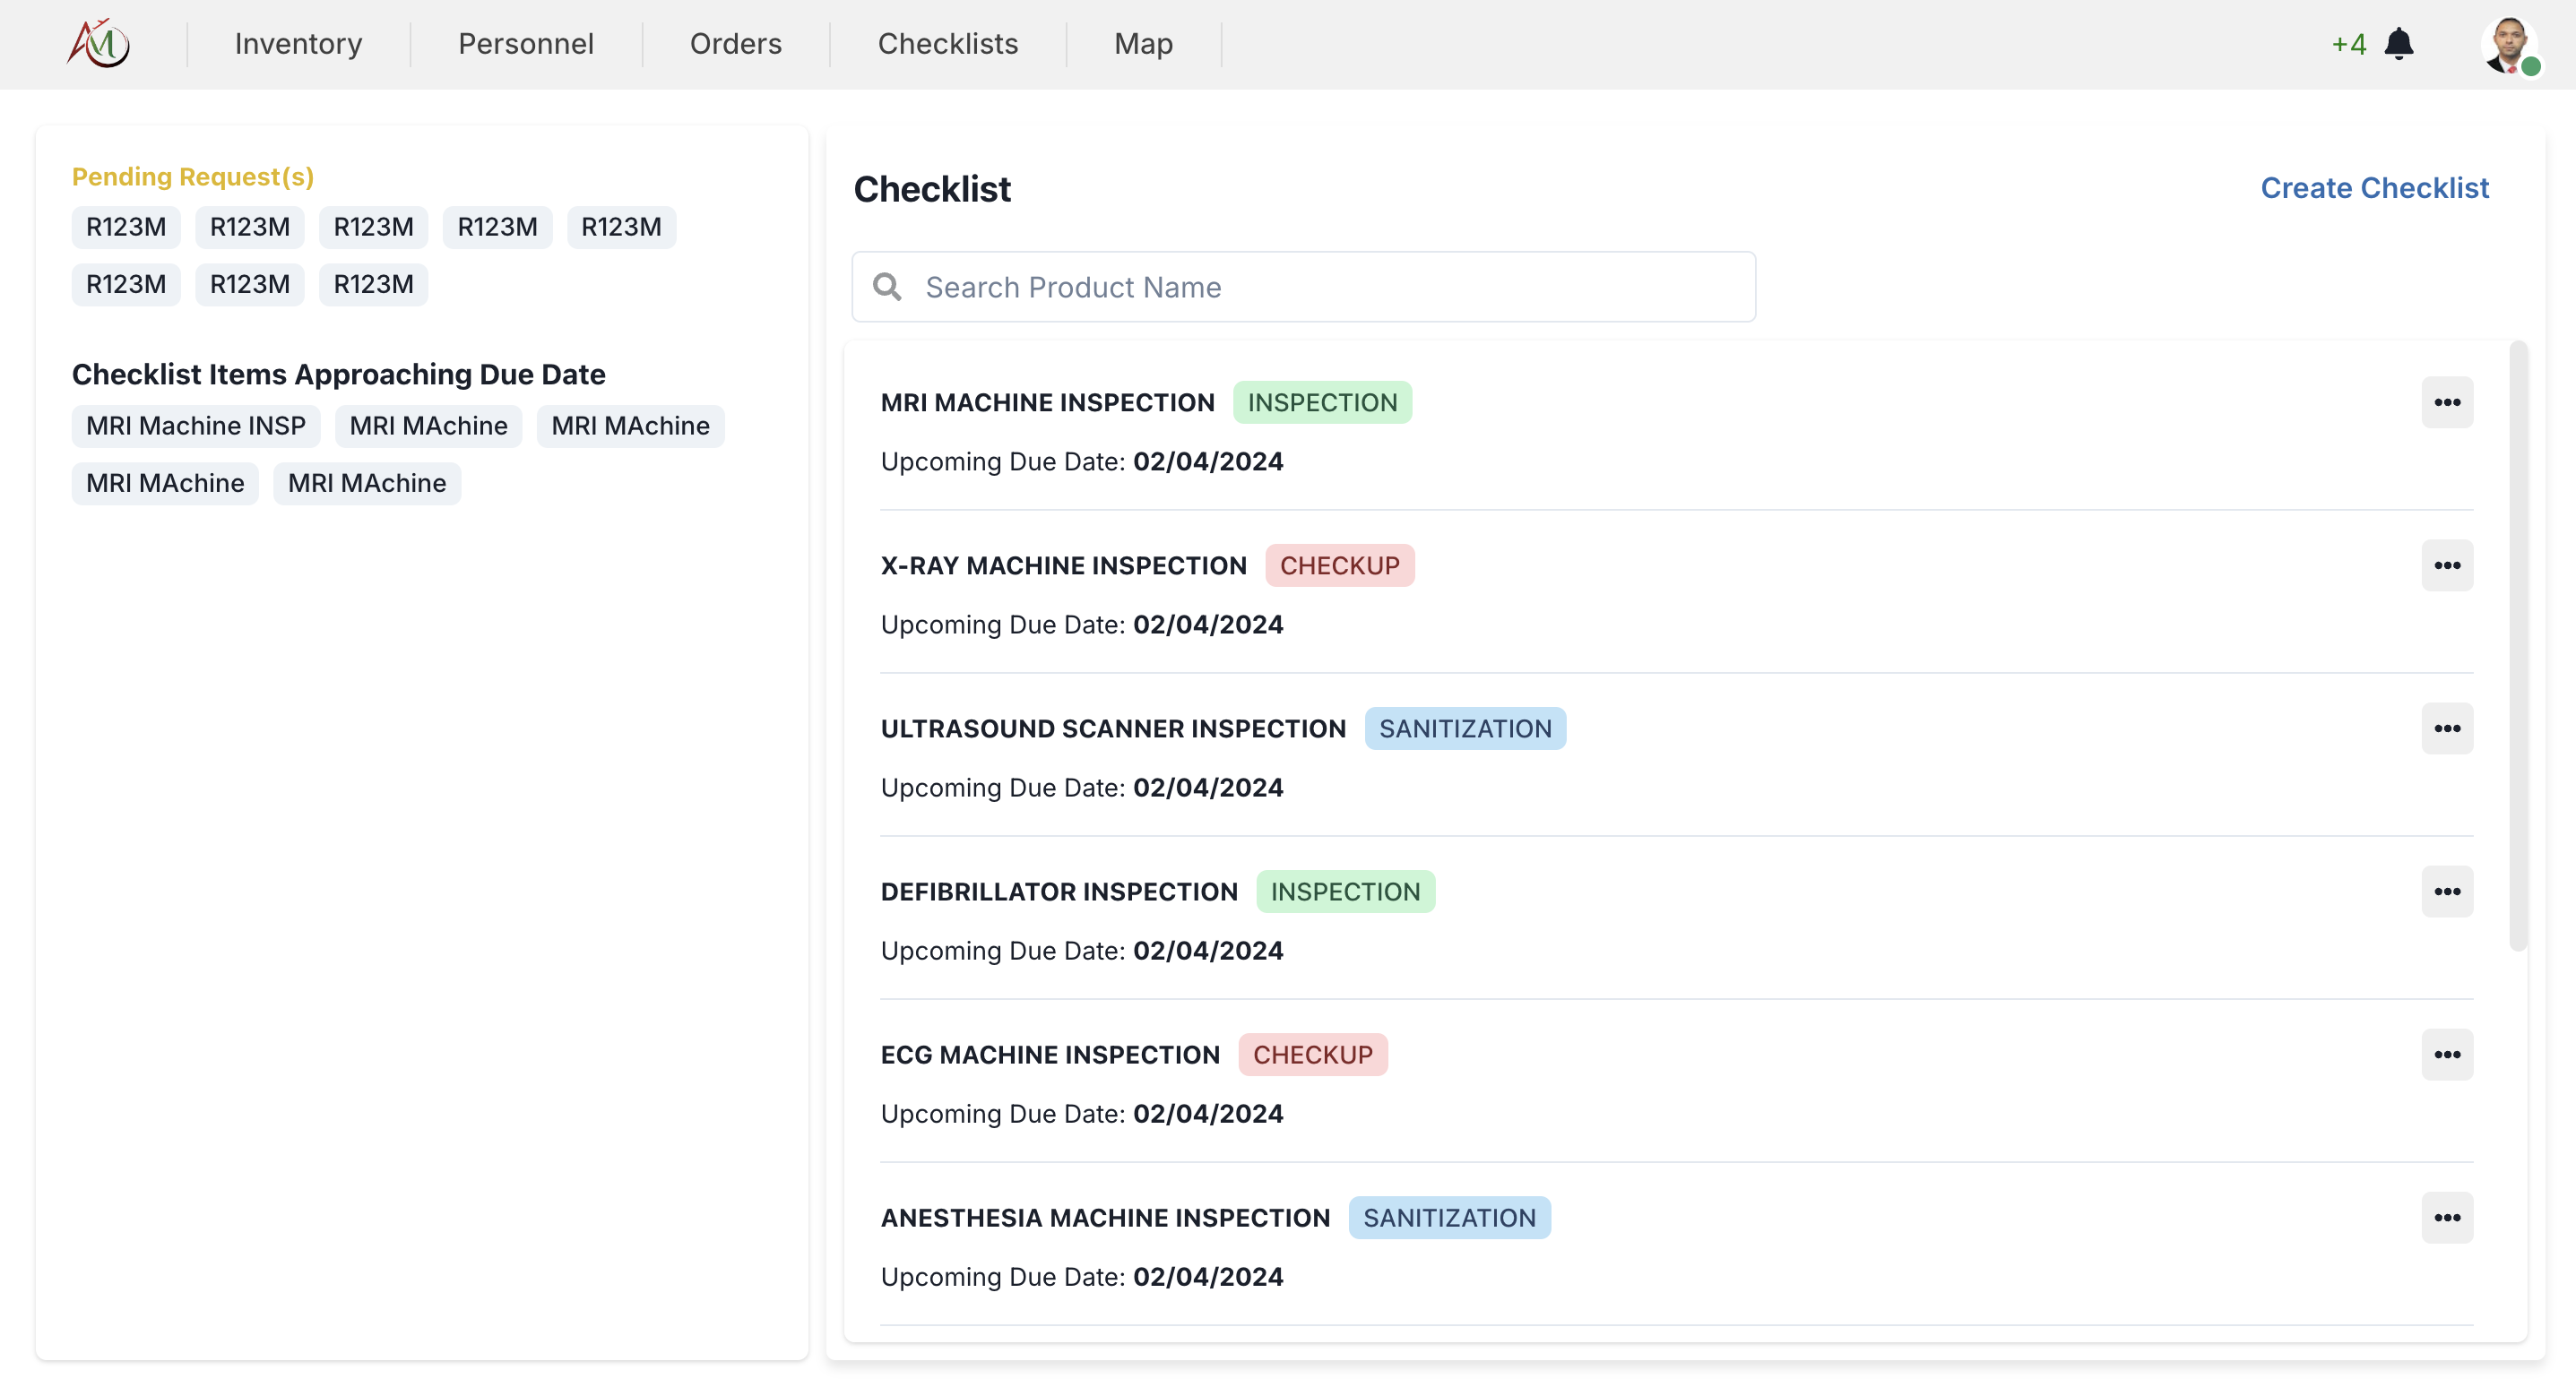 AMO
Inventory
Personnel
Orders
Checklists
Map
+4
Pending Request(s)
R123M R123M R123M R123M R123M
R123M R123M R123M
Checklist Items Approaching Due Date
MRI Machine INSP MRI MAchine MRI MAchine
MRI MAchine MRI MAchine
Checklist
Create Checklist
Search Product Name
MRI MACHINE INSPECTION INSPECTION
Upcoming Due Date: 02/04/2024
X-RAY MACHINE INSPECTION CHECKUP
Upcoming Due Date: 02/04/2024
ULTRASOUND SCANNER INSPECTION SANITIZATION
Upcoming Due Date: 02/04/2024
DEFIBRILLATOR INSPECTION INSPECTION
Upcoming Due Date: 02/04/2024
ECG MACHINE INSPECTION CHECKUP
Upcoming Due Date: 02/04/2024
ANESTHESIA MACHINE INSPECTION SANITIZATION
Upcoming Due Date: 02/04/2024